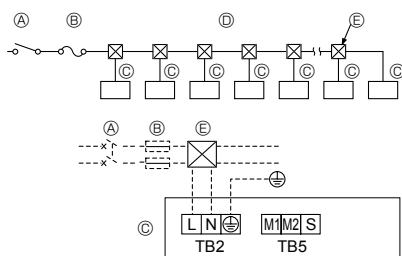 Ⓐ Ⓑ Ⓓ Ⓔ
Ⓒ Ⓒ Ⓒ Ⓒ Ⓒ Ⓒ Ⓒ
Ⓐ Ⓑ Ⓔ
Ⓒ L N M1 M2 S
TB2 TB5